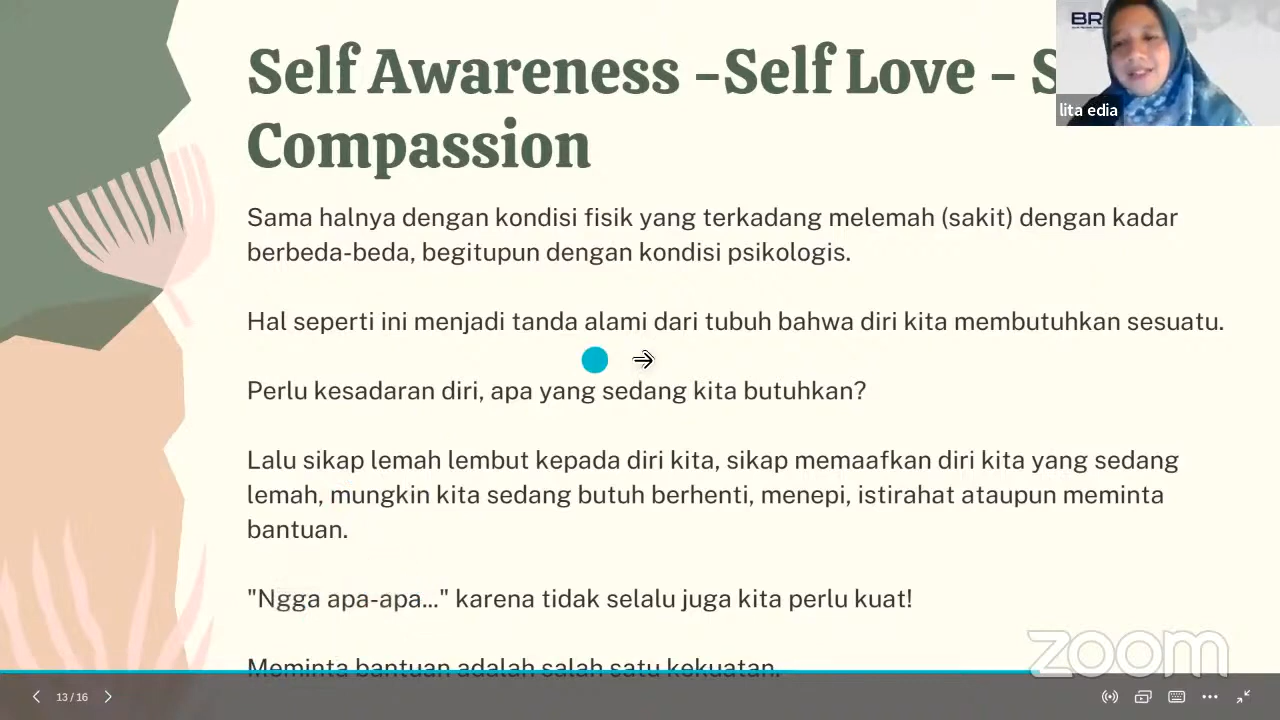 Self Awareness –Self Love – S
Compassion
BR
lita edia
Sama halnya dengan kondisi fisik yang terkadang melemah (sakit) dengan kadar
berbeda-beda, begitupun dengan kondisi psikologis.
Hal seperti ini menjadi tanda alami dari tubuh bahwa diri kita membutuhkan sesuatu.
Perlu kesadaran diri, apa yang sedang kita butuhkan?
Lalu sikap lemah lembut kepada diri kita, sikap memaafkan diri kita yang sedang
lemah, mungkin kita sedang butuh berhenti, menepi, istirahat ataupun meminta
bantuan.
"Ngga apa-apa..." karena tidak selalu juga kita perlu kuat!
Meminta bantuan adalah salah satu kekuatan.
zoom
13 / 16